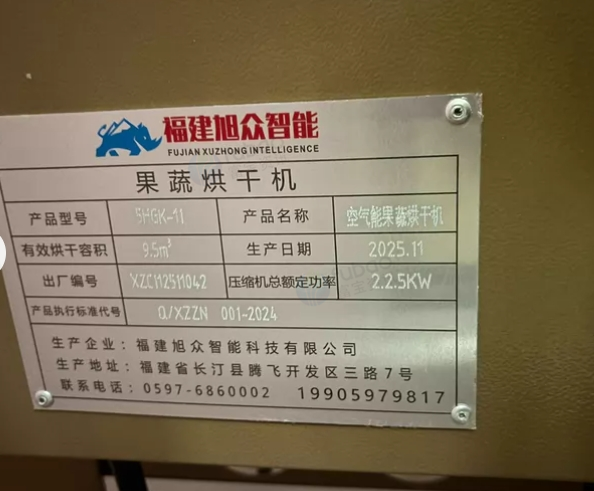 福建旭众智能
FUJIAN XUZHONG INTELLIGENCE
果蔬烘干机
产品型号 5HGK-11 产品名称 空气能果蔬烘干机
有效烘干容积 9.5m³ 生产日期 2025.11
出厂编号 XZC112511042 压缩机总额定功率 2.2.5KW
产品执行标准代号 Q/XZZN 001-2024
生产企业：福建旭众智能科技有限公司
生产地址：福建省长汀县腾飞开发区三路7号
联系电话：0597-6860002 19905979817